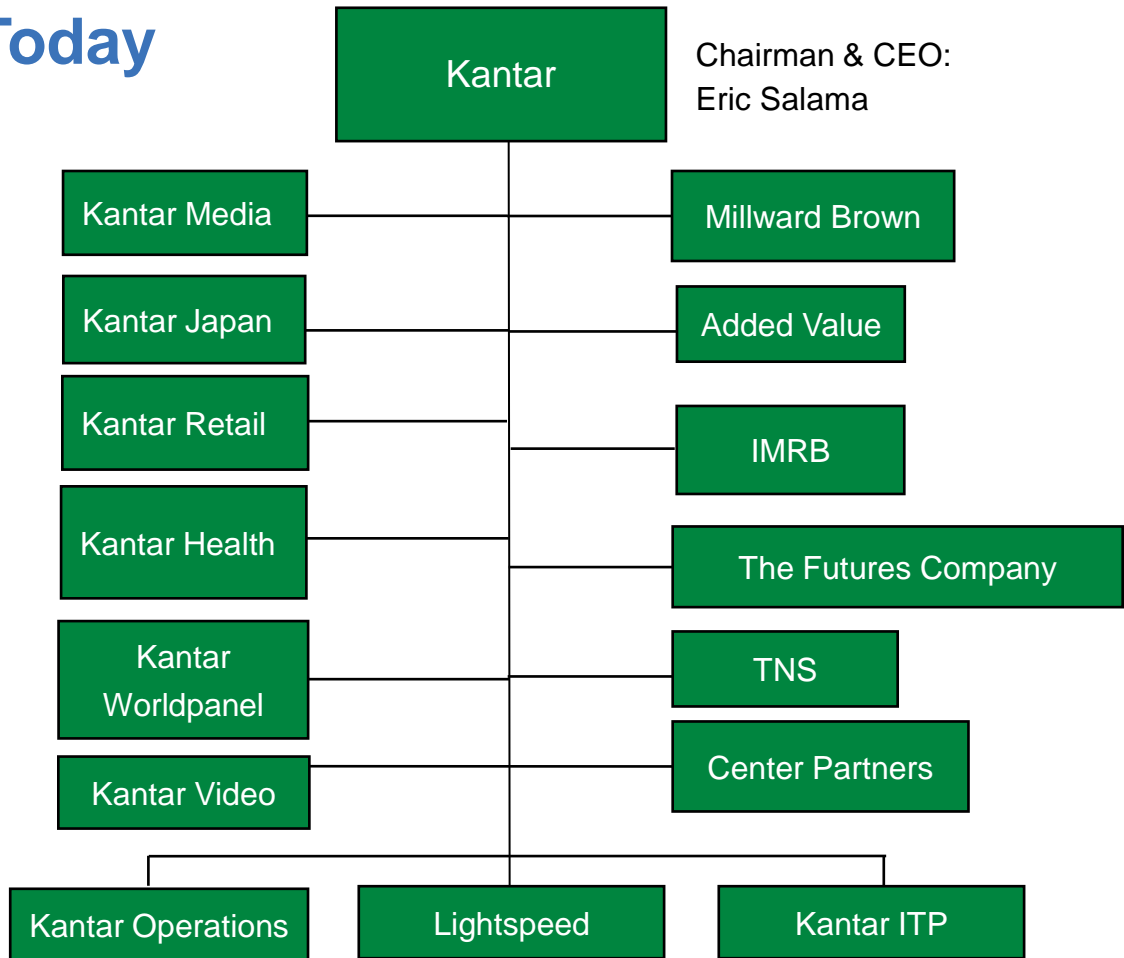 Today
Kantar
Chairman & CEO:
Eric Salama
Kantar Media
Millward Brown
Kantar Japan
Added Value
Kantar Retail
IMRB
Kantar Health
The Futures Company
Kantar
Worldpanel
TNS
Center Partners
Kantar Video
Kantar Operations
Lightspeed
Kantar ITP